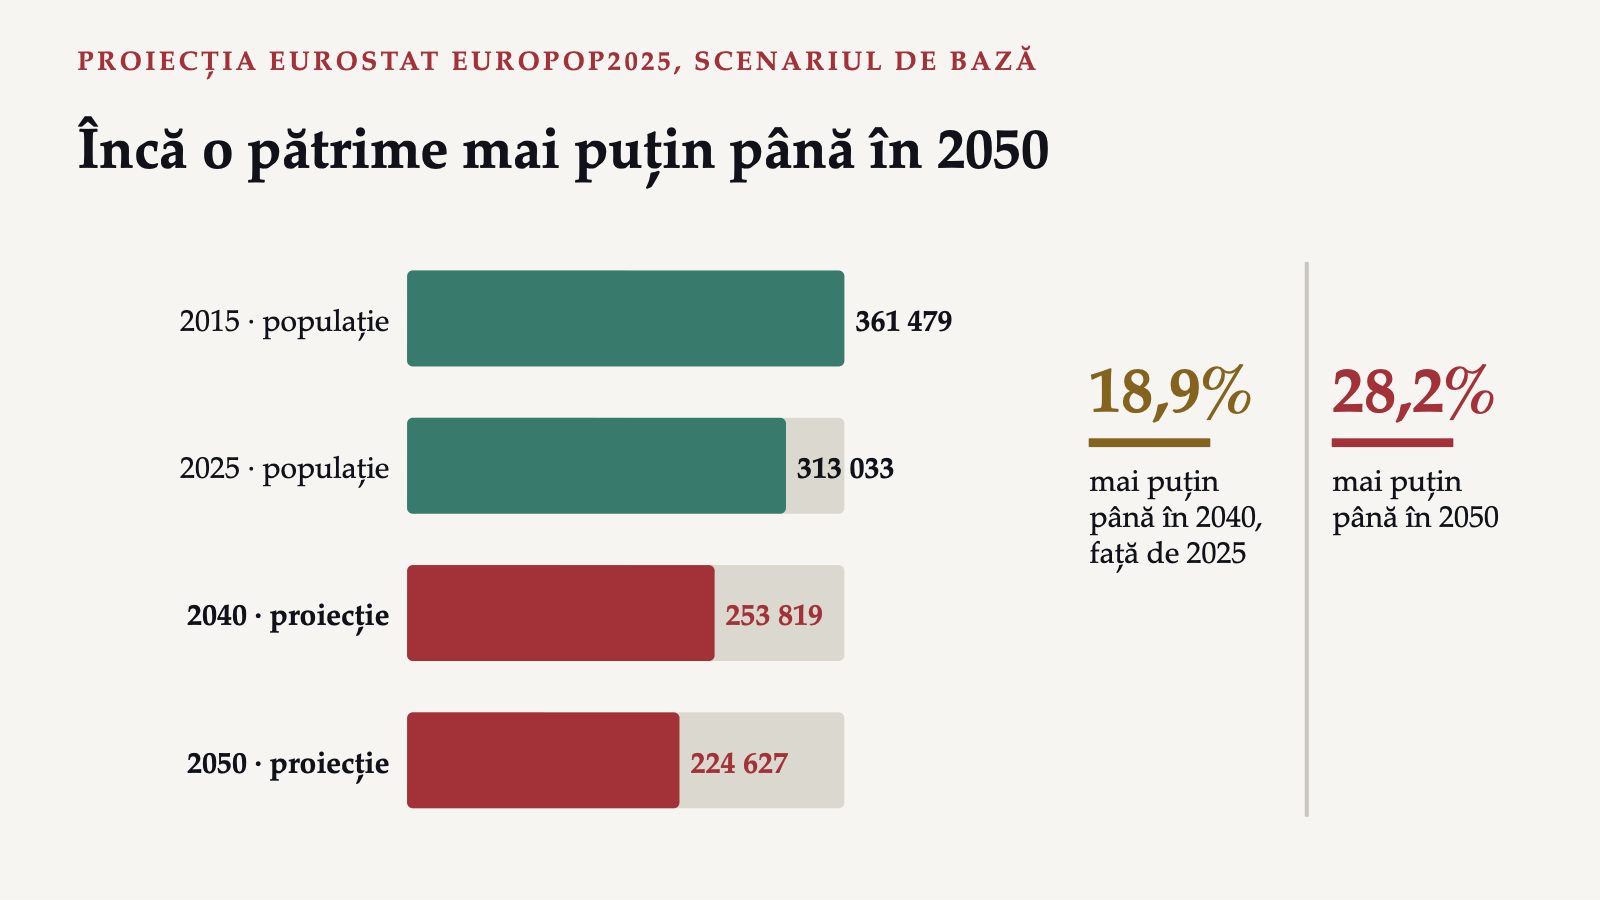 PROIECȚIA EUROSTAT EUROPOP2025, SCENARIUL DE BAZĂ
Încă o pătrime mai puțin până în 2050
2015 · populație
361 479
2025 · populație
313 033
2040 · proiecție
253 819
2050 · proiecție
224 627
18,9%
mai puțin
până în 2040,
față de 2025
28,2%
mai puțin
până în 2050